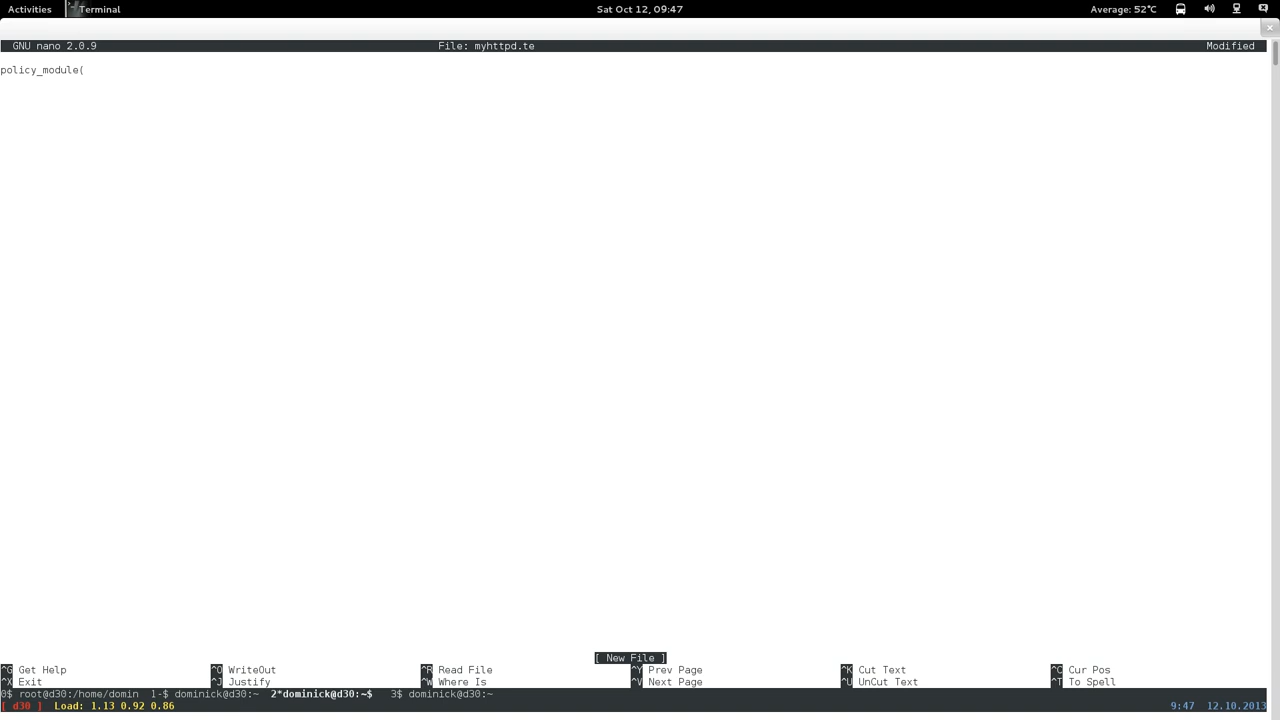 Activities Terminal Sat Oct 12, 09:47 Average: 52°C
GNU nano 2.0.9 File: myhttpd.te Modified
policy_module(
[ New File ]
^G Get Help ^O WriteOut ^R Read File ^Y Prev Page ^K Cut Text ^C Cur Pos
^X Exit ^J Justify ^W Where Is ^V Next Page ^U UnCut Text ^T To Spell
0$ root@d30:/home/domin 1-$ dominick@d30:~ 2*dominick@d30:~$ 3$ dominick@d30:~
[ d30 ] Load: 1.13 0.92 0.86 9:47 12.10.2013